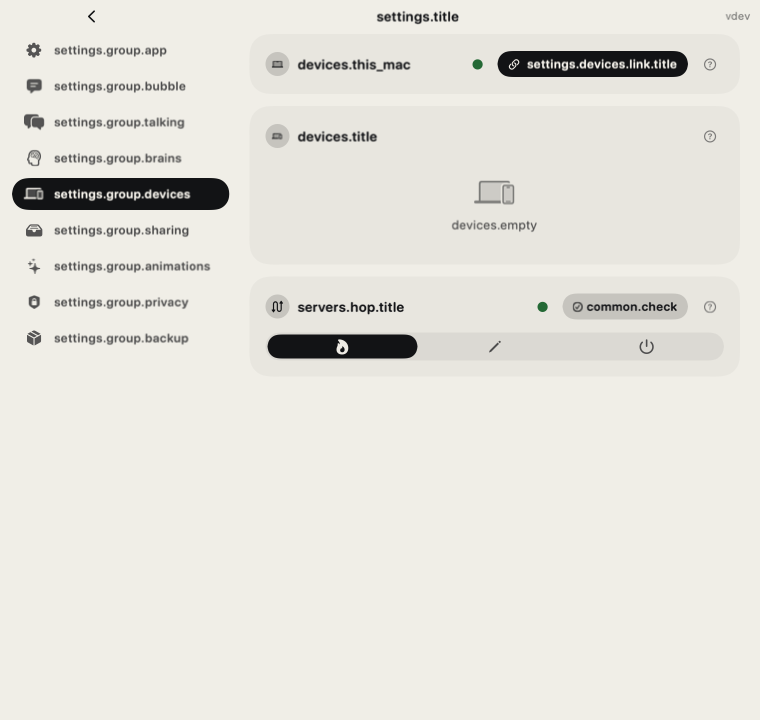 settings.title
vdev
settings.group.app
settings.group.bubble
settings.group.talking
settings.group.brains
settings.group.devices
settings.group.sharing
settings.group.animations
settings.group.privacy
settings.group.backup
devices.this_mac
settings.devices.link.title
devices.title
devices.empty
servers.hop.title
common.check